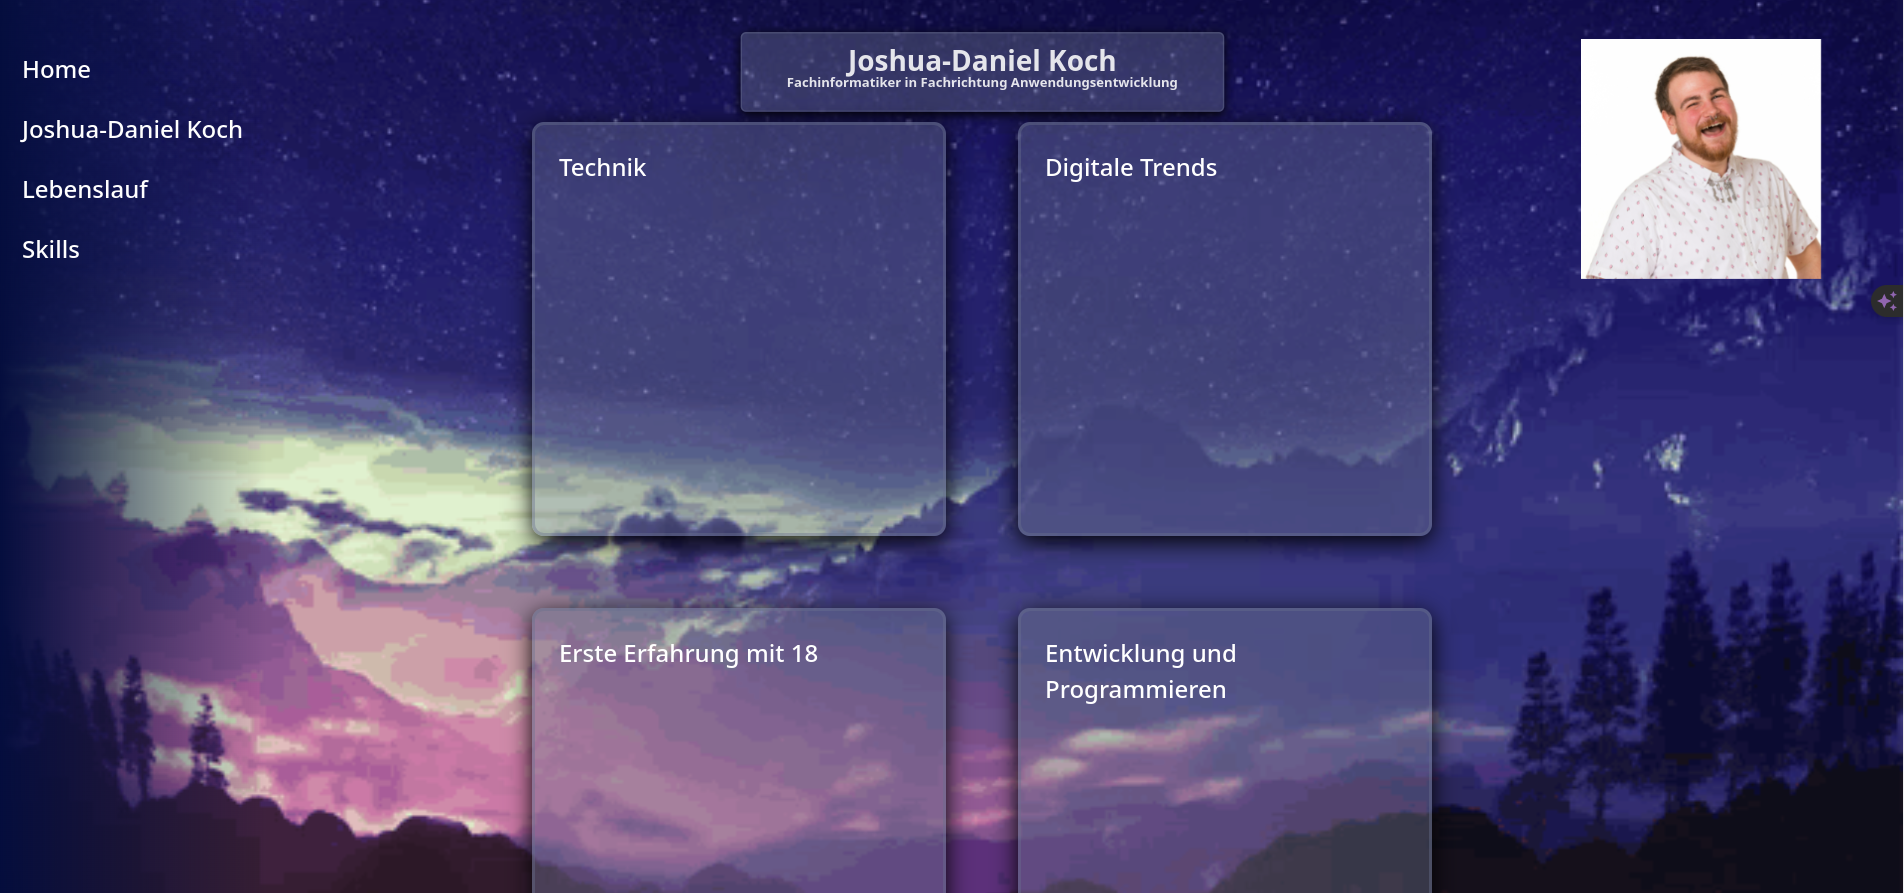 Home
Joshua-Daniel Koch
Lebenslauf
Skills
Joshua-Daniel Koch
Fachinformatiker in Fachrichtung Anwendungsentwicklung
Technik
Digitale Trends
Erste Erfahrung mit 18
Entwicklung und
Programmieren